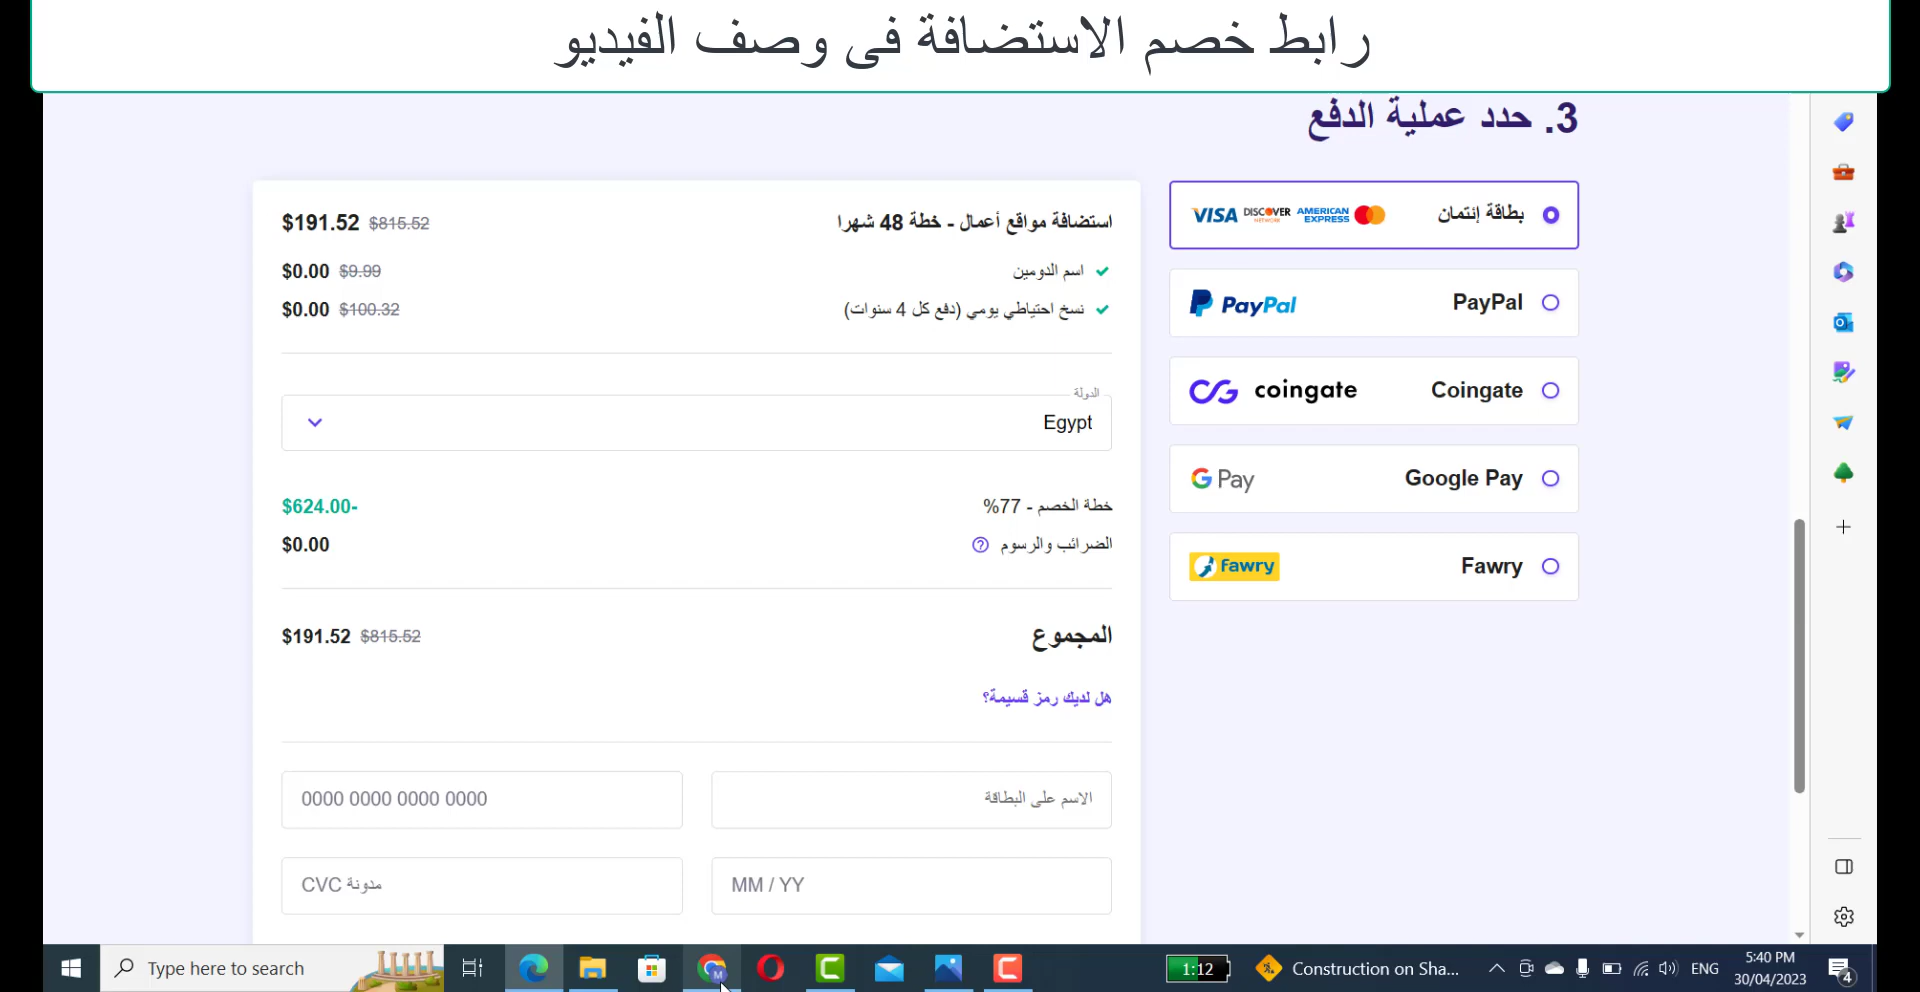 رابط خصم الاستضافة فى وصف الفيديو
3. حدد عملية الدفع
بطاقة إئتمان VISA DISCOVER NETWORK AMERICAN EXPRESS
PayPal PayPal
Coingate coingate
Google Pay G Pay
Fawry fawry
استضافة مواقع أعمال - خطة 48 شهرا $815.52 $191.52
اسم الدومين $9.99 $0.00
نسخ احتياطي يومي (دفع كل 4 سنوات) $100.32 $0.00
الدولة
Egypt
خطة الخصم - 77% $624.00-
الضرائب والرسوم $0.00
المجموع $815.52 $191.52
هل لديك رمز قسيمة؟
الاسم على البطاقة 0000 0000 0000 0000
MM / YY مدونة CVC
Type here to search 1:12 Construction on Sha... ENG 5:40 PM
30/04/2023 4